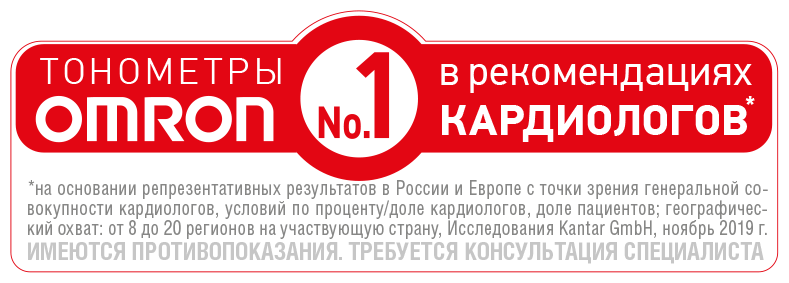 ТОНОМЕТРЫ
OMRON
No.1
в рекомендациях
КАРДИОЛОГОВ*
*на основании репрезентативных результатов в России и Европе с точки зрения генеральной со-
вокупности кардиологов, условий по проценту/доле кардиологов, доле пациентов; географичес-
кий охват: от 8 до 20 регионов на участвующую страну, Исследования Kantar GmbH, ноябрь 2019 г.
ИМЕЮТСЯ ПРОТИВОПОКАЗАНИЯ. ТРЕБУЕТСЯ КОНСУЛЬТАЦИЯ СПЕЦИАЛИСТА